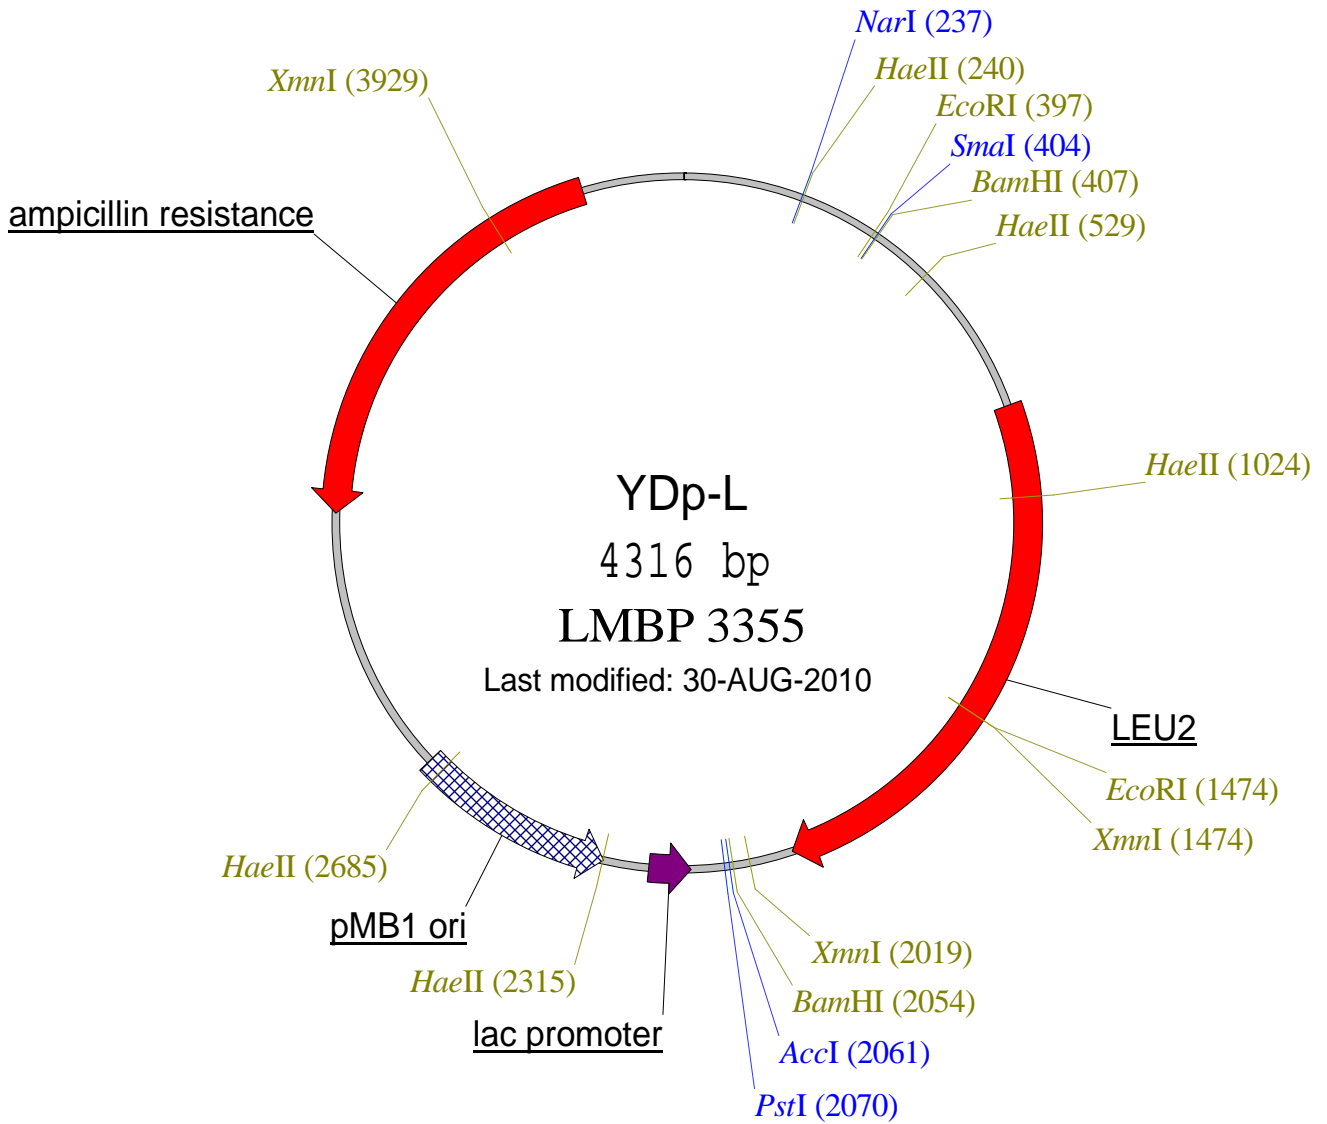 NarI (237)
HaeII (240)
XmnI (3929)
EcoRI (397)
SmaI (404)
BamHI (407)
ampicillin resistance
HaeII (529)
HaeII (1024)
YDp-L
4316 bp
LMBP 3355
Last modified: 30-AUG-2010
LEU2
EcoRI (1474)
XmnI (1474)
HaeII (2685)
pMB1 ori
XmnI (2019)
HaeII (2315)
BamHI (2054)
lac promoter
AccI (2061)
PstI (2070)